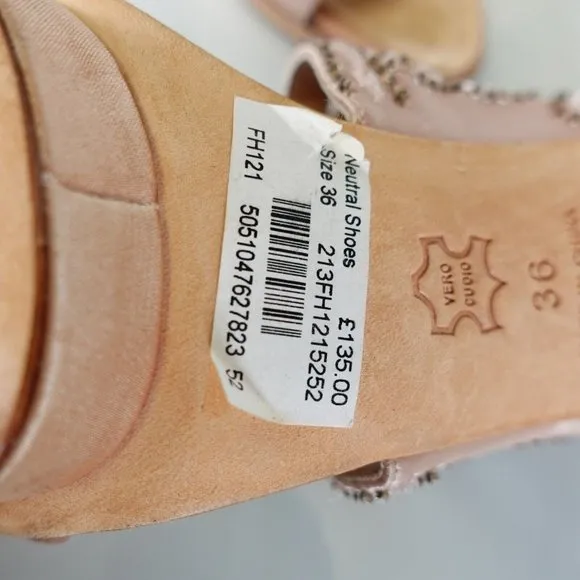 Neutral Shoes
Size 36
£135.00
213FH1215252
FH121
5051047627823 52
VERO
CUOIO
36